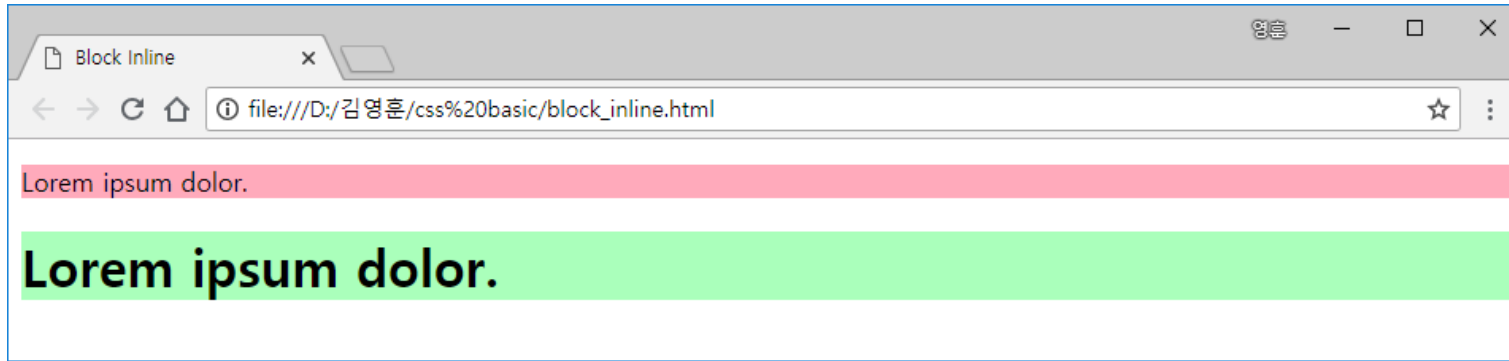 영훈
Block Inline
file:///D:/김영훈/css%20basic/block_inline.html
Lorem ipsum dolor.
Lorem ipsum dolor.